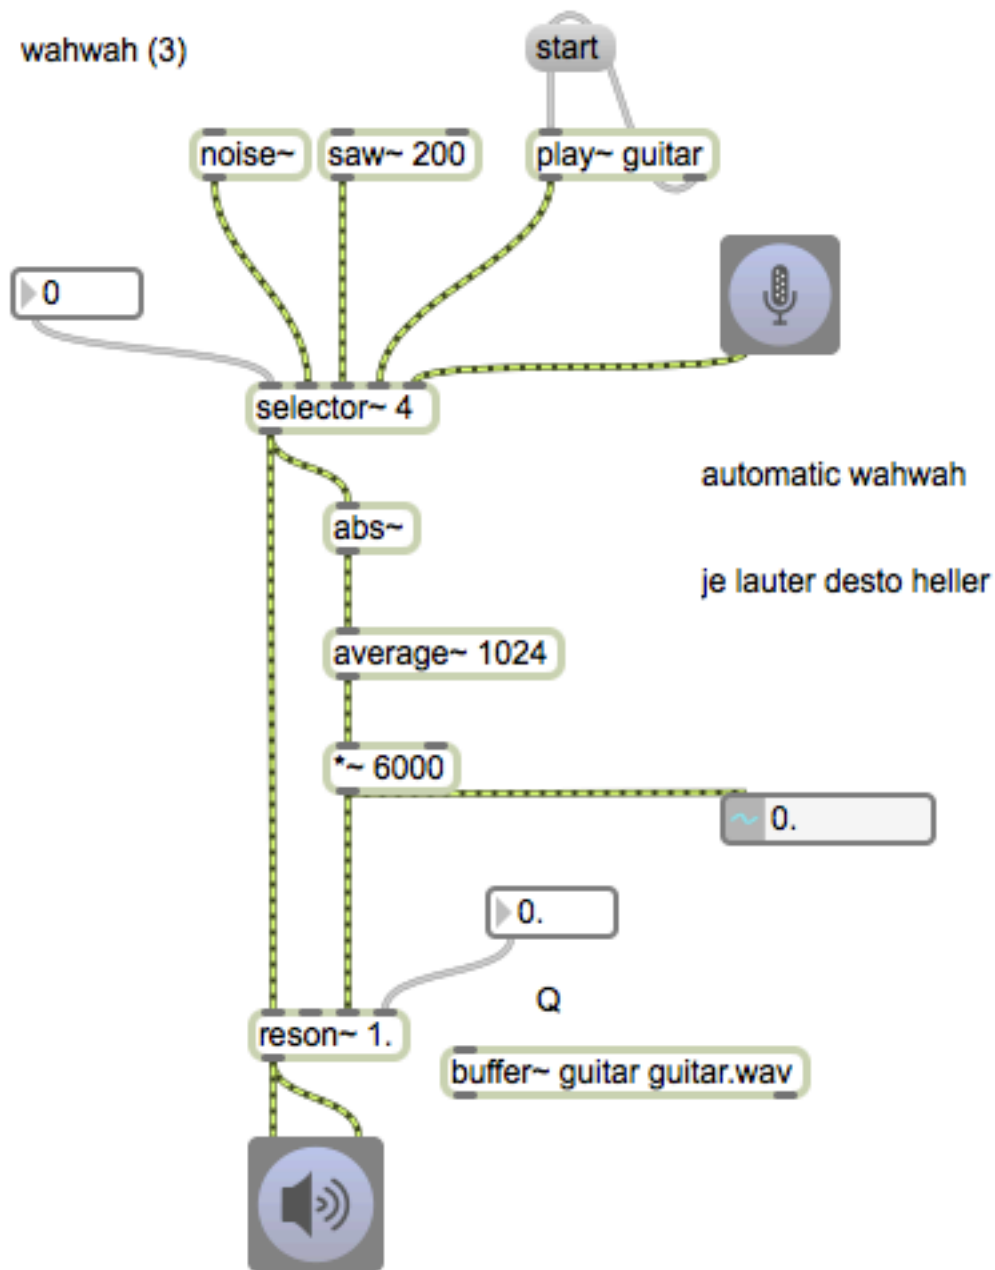 wahwah (3)
start
noise~
saw~ 200
play~ guitar
0
selector~ 4
automatic wahwah
abs~
je lauter desto heller
average~ 1024
*~ 6000
~ 0.
0.
Q
reson~ 1.
buffer~ guitar guitar.wav